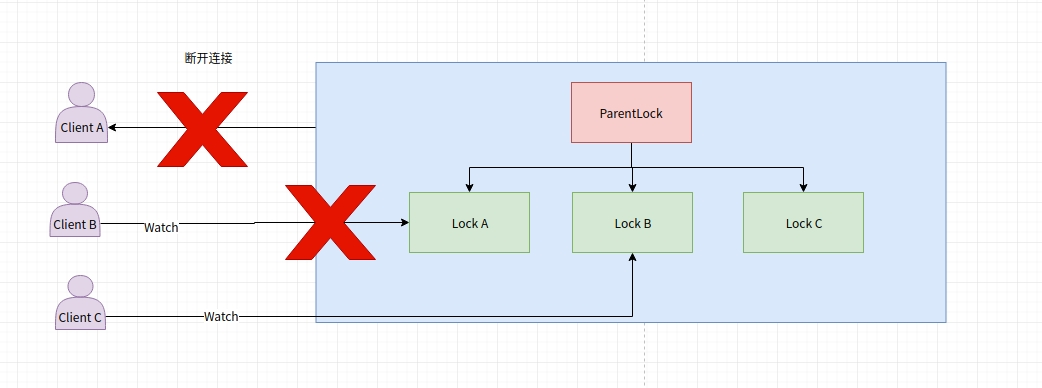 断开连接
Client A
ParentLock
Client B
Watch
Lock A
Lock B
Lock C
Client C
Watch